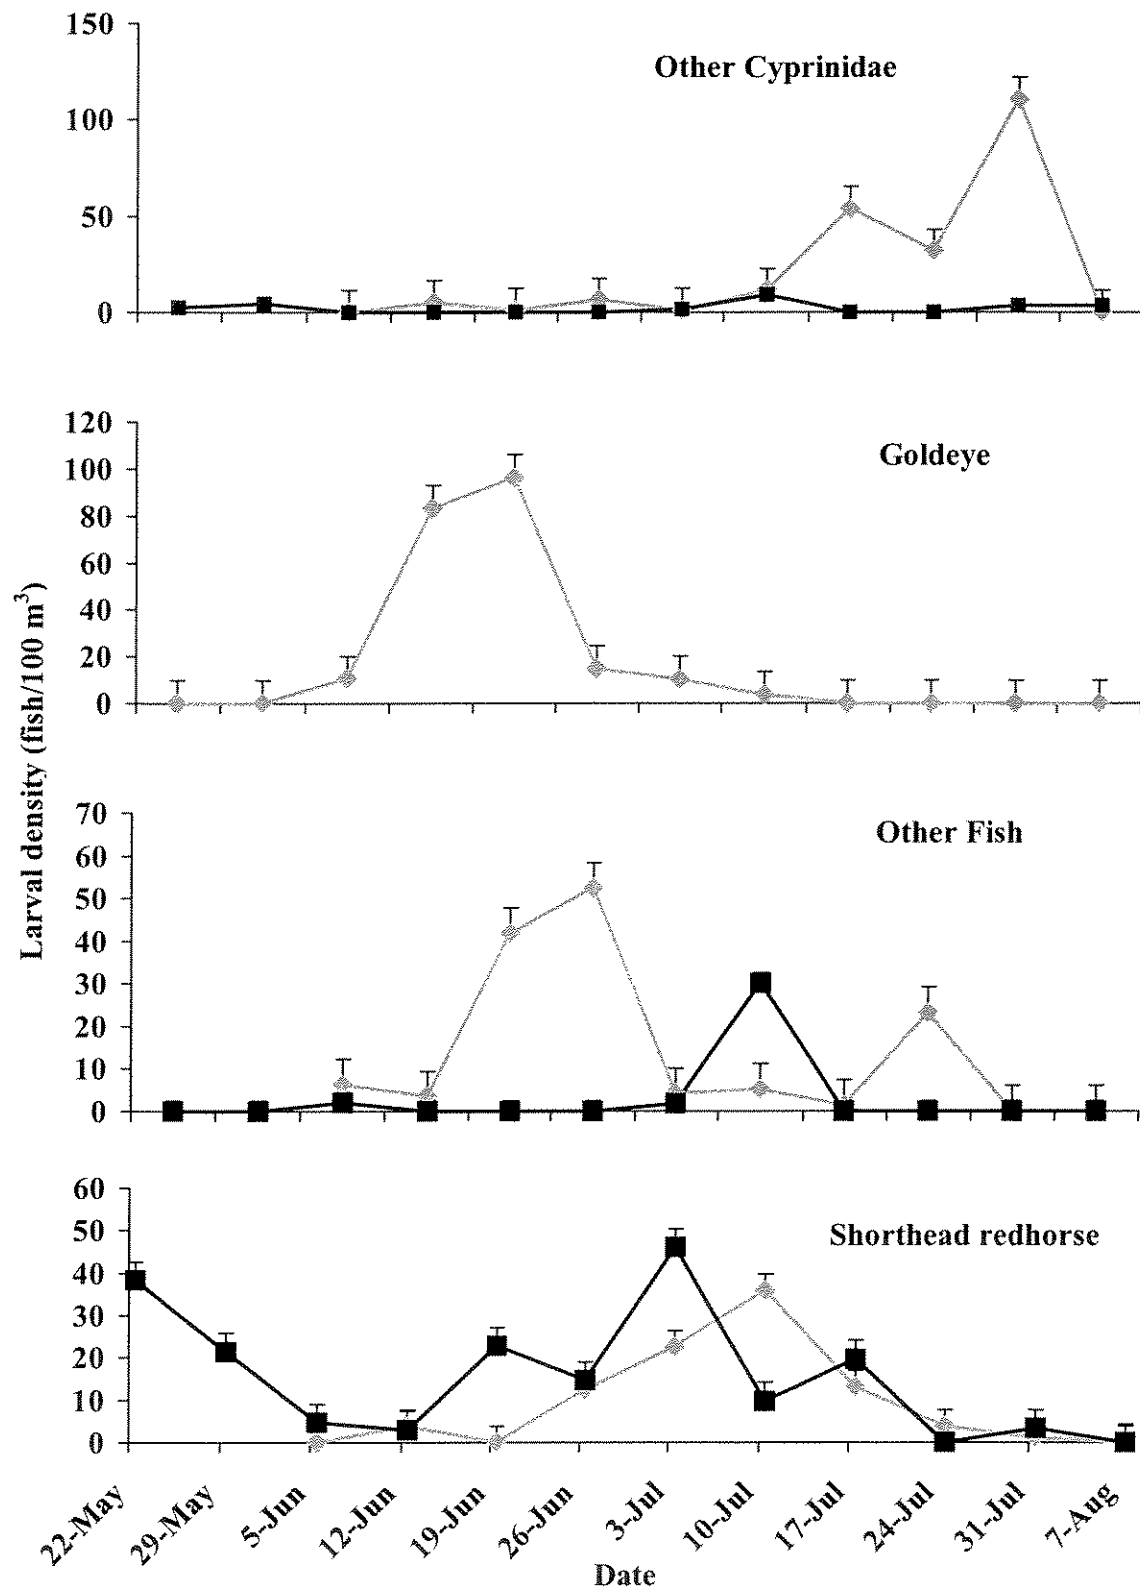 150
Other Cyprinidae
100
50
0
120
Goldeye
100
80
60
40
20
0
Larval density (fish/100 m³)
70
Other Fish
60
50
40
30
20
10
0
60
Shorthead redhorse
50
40
30
20
10
0
22-May
29-May
5-Jun
12-Jun
19-Jun
26-Jun
3-Jul
10-Jul
17-Jul
24-Jul
31-Jul
7-Aug
Date